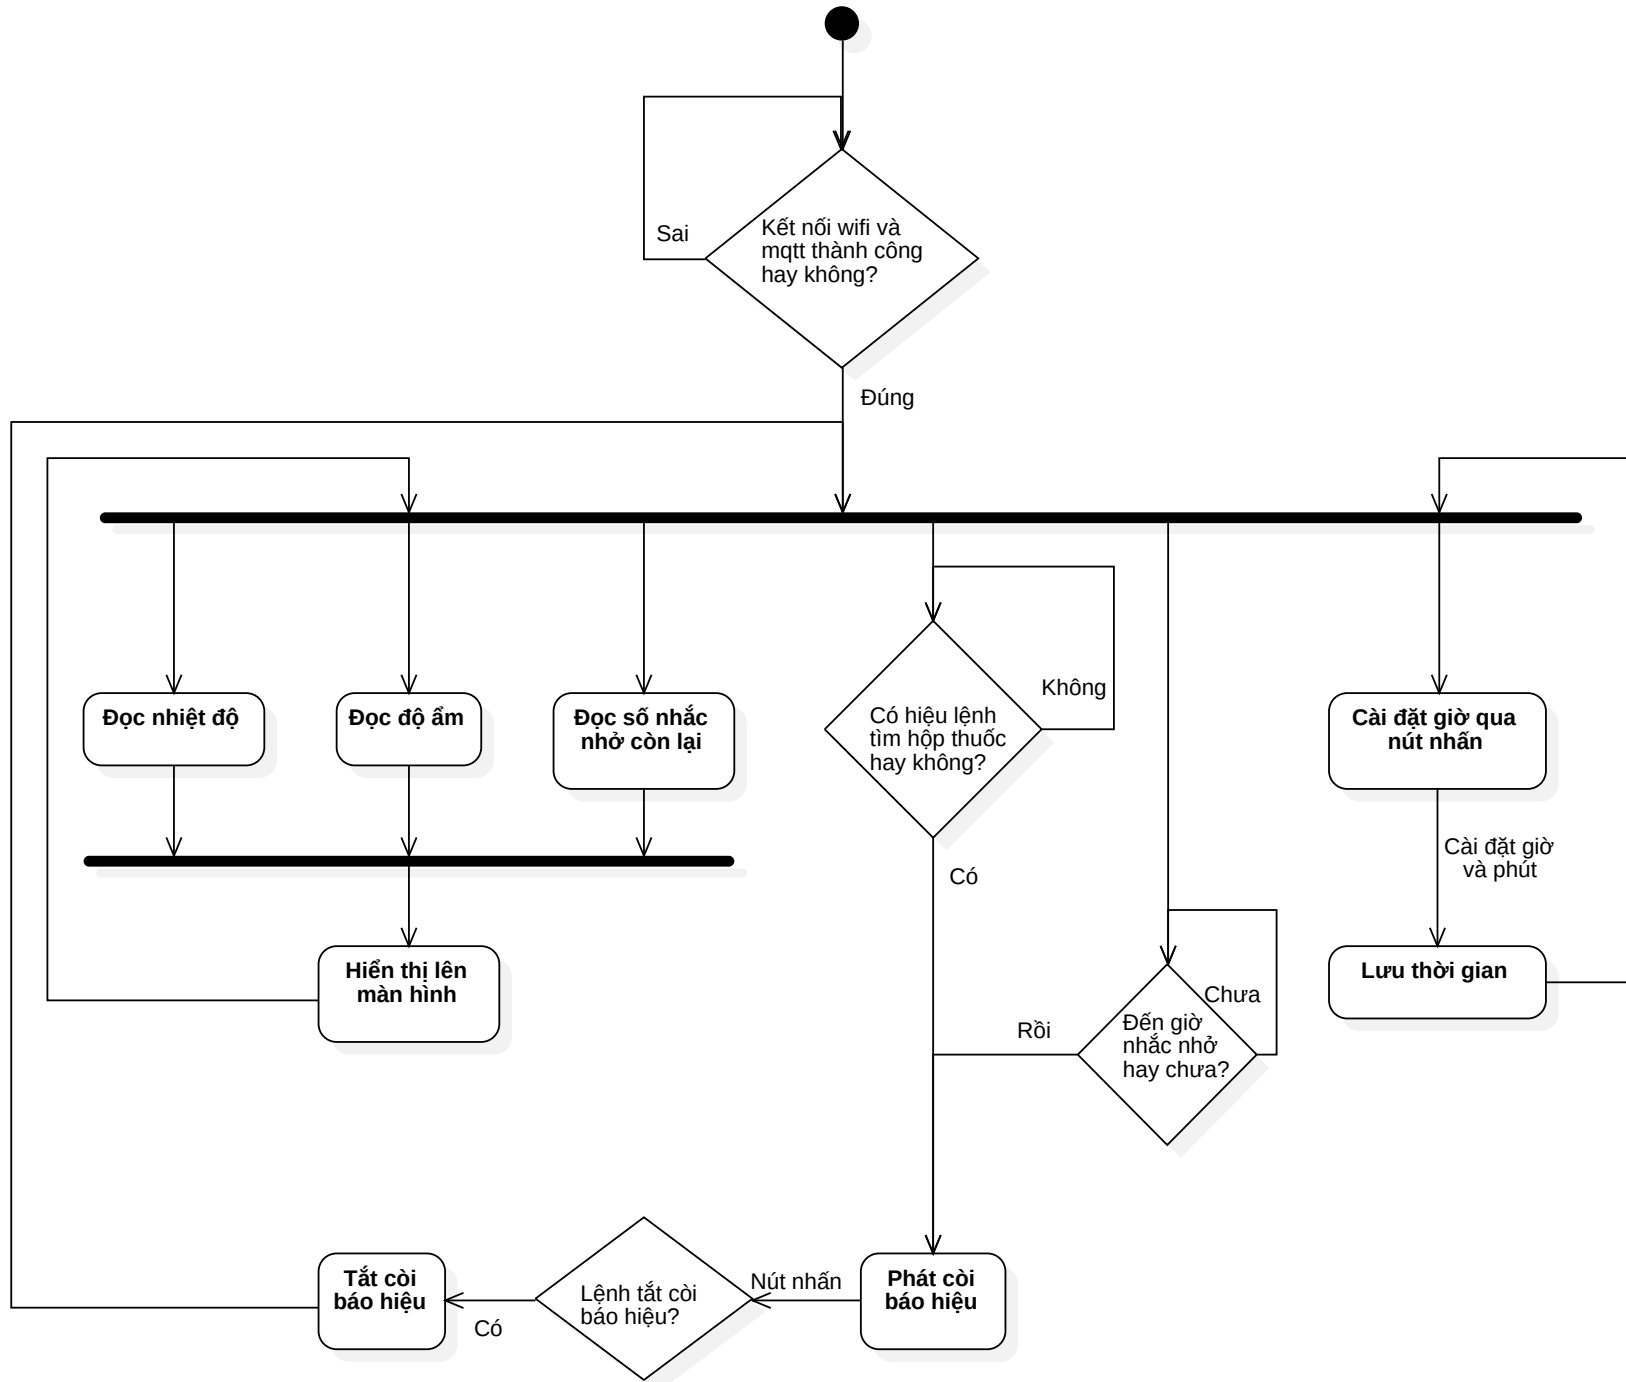 Sai
Kết nối wifi và
mqtt thành công
hay không?
Đúng
Đọc nhiệt độ
Đọc độ ẩm
Đọc số nhắc
nhở còn lại
Không
Có hiệu lệnh
tìm hộp thuốc
hay không?
Cài đặt giờ qua
nút nhấn
Cài đặt giờ
và phút
Có
Hiển thị lên
màn hình
Lưu thời gian
Chưa
Rồi
Đến giờ
nhắc nhở
hay chưa?
Tắt còi
báo hiệu
Có
Lệnh tắt còi
báo hiệu?
Nút nhấn
Phát còi
báo hiệu